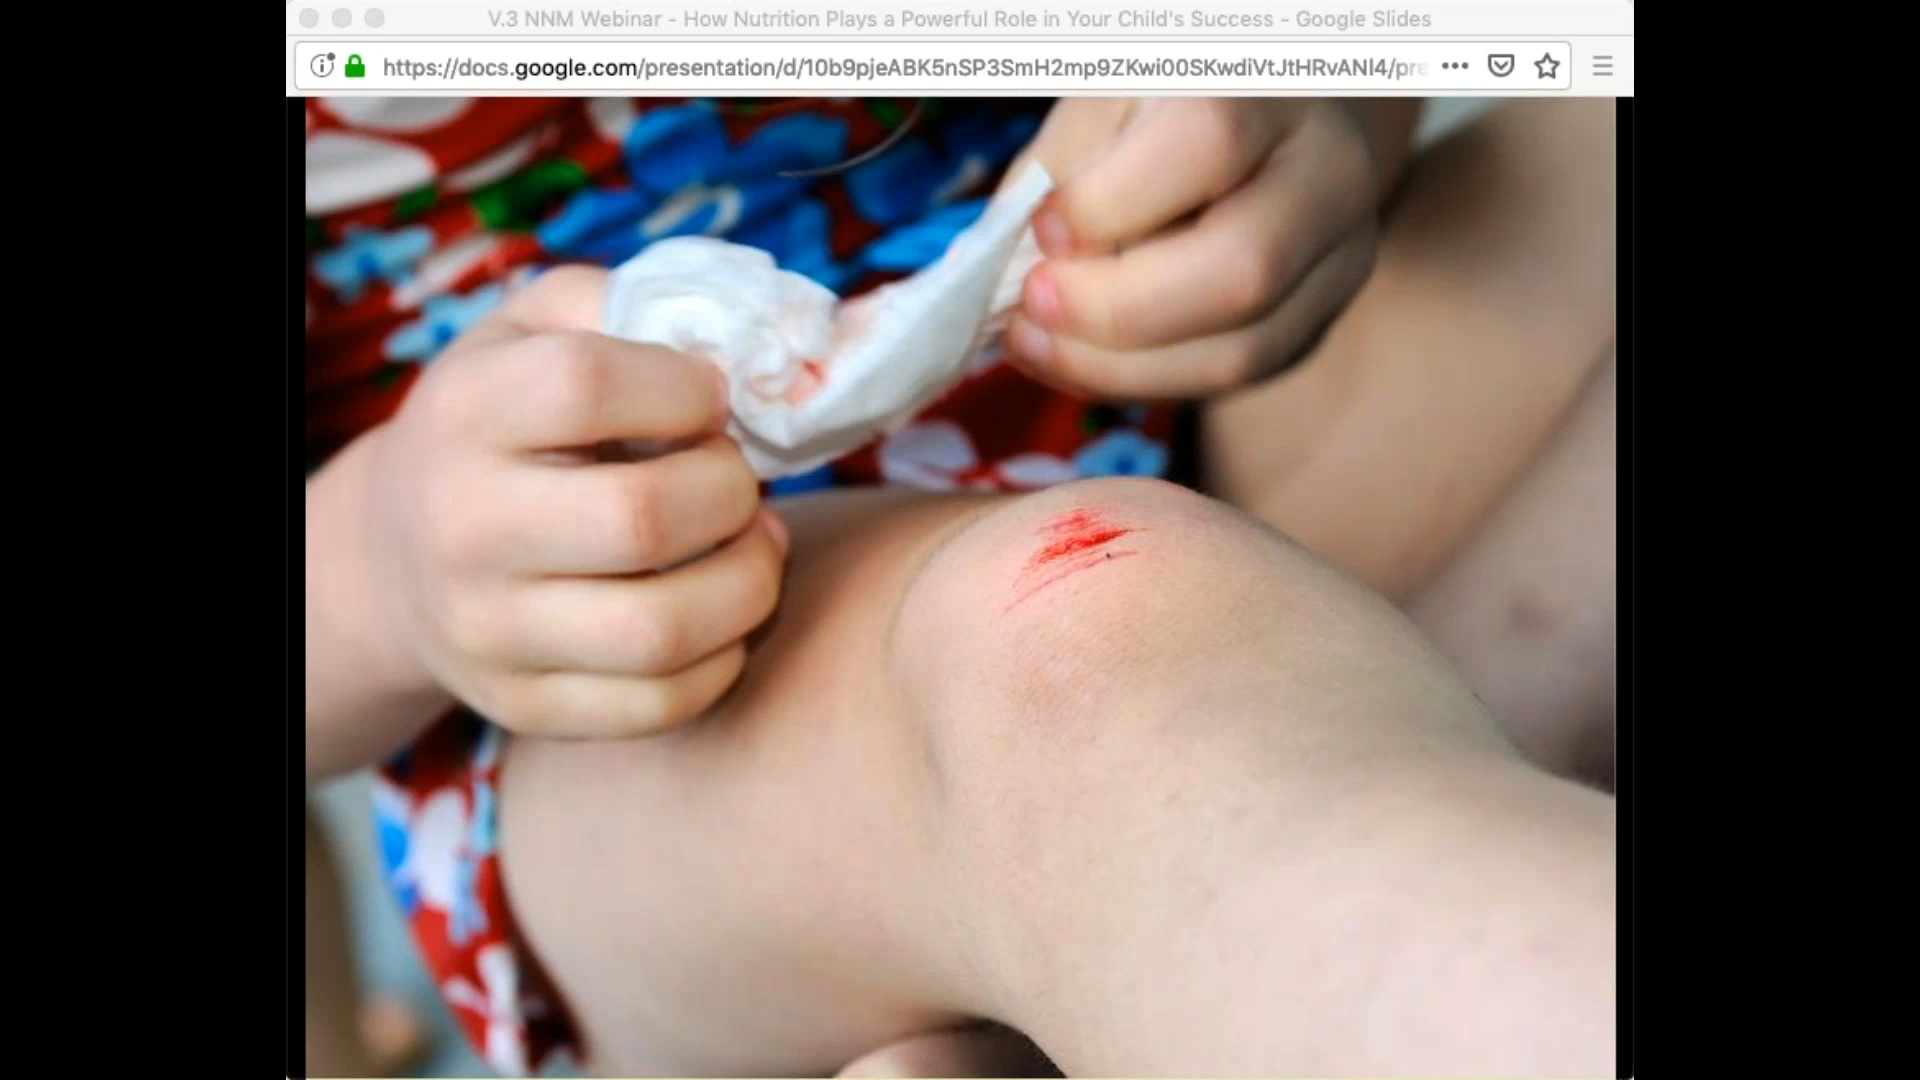 V.3 NNM Webinar - How Nutrition Plays a Powerful Role in Your Child's Success - Google Slides
https://docs.google.com/presentation/d/10b9pjeABK5nSP3SmH2mp9ZKwi00SKwdiVtJtHRvANI4/pre